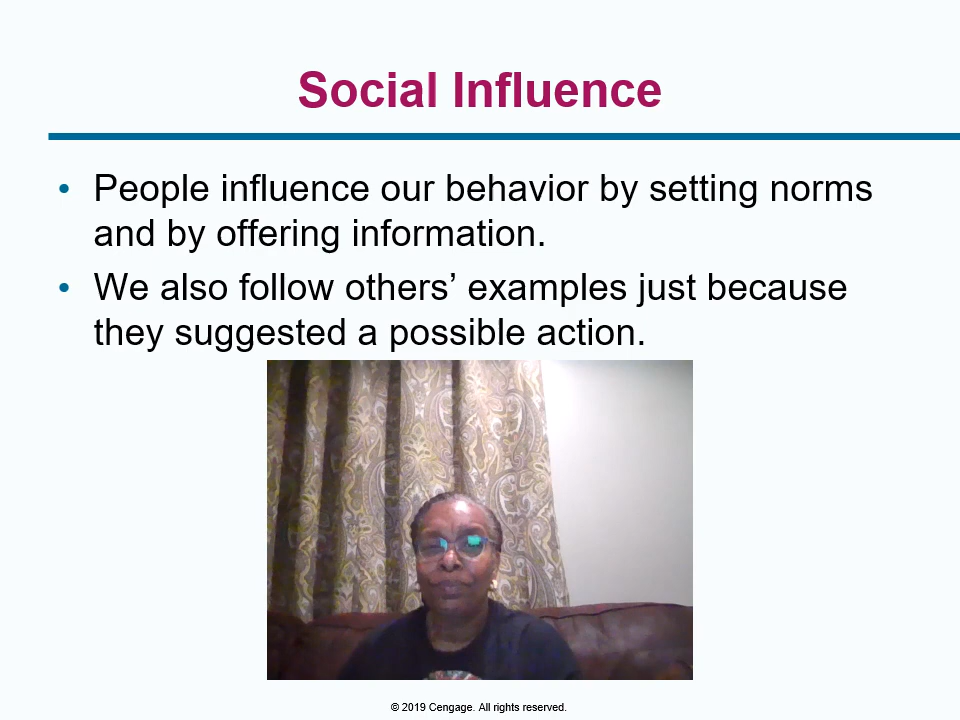 Social Influence
• People influence our behavior by setting norms
and by offering information.
• We also follow others’ examples just because
they suggested a possible action.
© 2019 Cengage. All rights reserved.